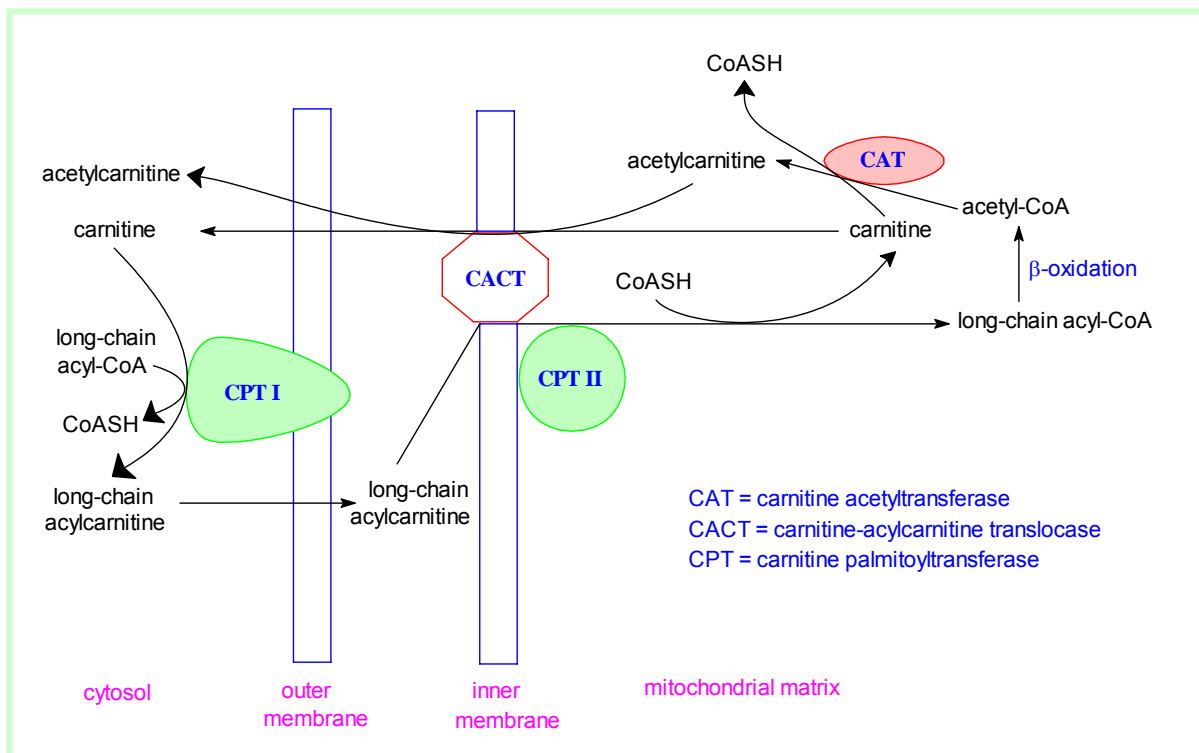 CoASH
acetylcarnitine
CAT
acetylcarnitine
acetyl-CoA
carnitine
carnitine
β-oxidation
CACT
CoASH
long-chain acyl-CoA
long-chain
acyl-CoA
CPT I
CPT II
CoASH
long-chain
acylcarnitine
long-chain
acylcarnitine
CAT = carnitine acetyltransferase
CACT = carnitine-acylcarnitine translocase
CPT = carnitine palmitoyltransferase
cytosol
outer
membrane
inner
membrane
mitochondrial matrix